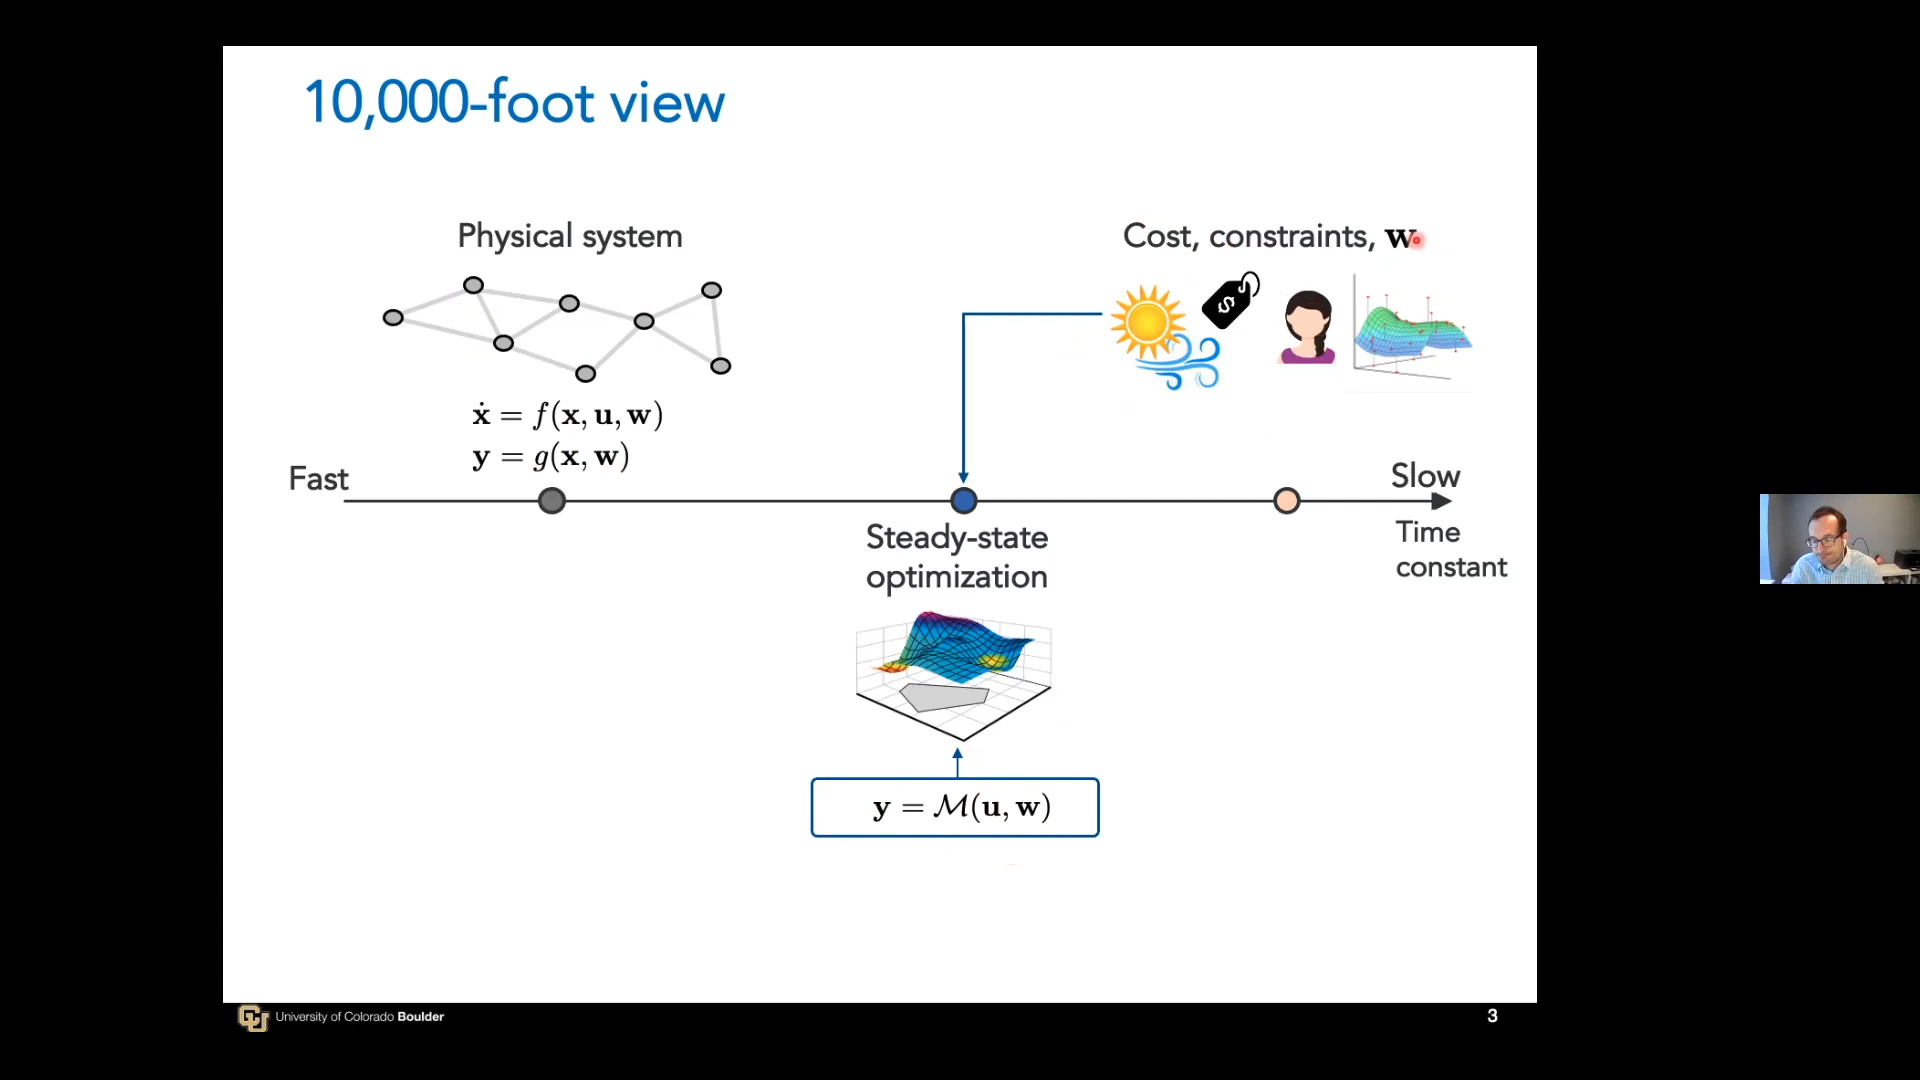 10,000-foot view
Physical system
Cost, constraints, w
$
ẋ = f(x, u, w)
y = g(x, w)
Fast
Slow
Time
constant
Steady-state
optimization
y = ℳ(u, w)
CU
University of Colorado Boulder
3